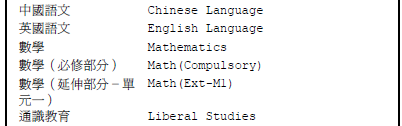 中國語文 Chinese Language
英國語文 English Language
數學 Mathematics
數學（必修部分） Math(Compulsory)
數學（延伸部分－單 Math(Ext-M1)
元一）
通識教育 Liberal Studies